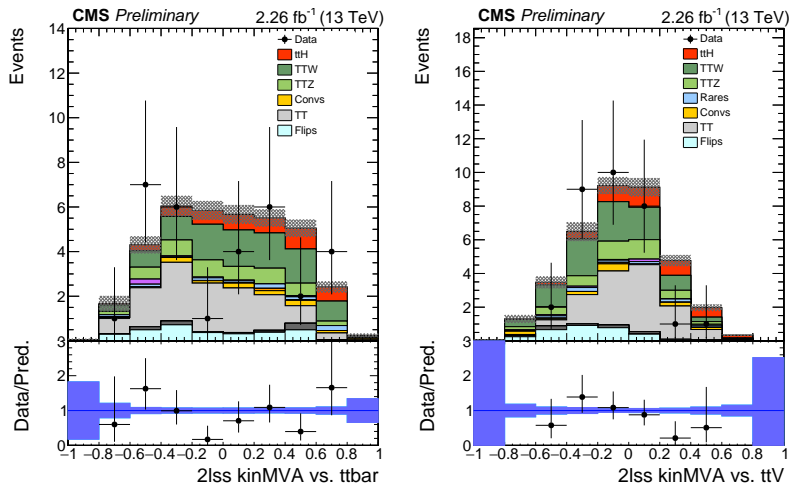 CMS Preliminary 2.26 fb⁻¹ (13 TeV)
Events
14
12
10
8
6
4
2
Data
ttH
TTW
TTZ
Convs
TT
Flips
Data/Pred.
3
2
1
0
−1 −0.8−0.6−0.4−0.2 0 0.2 0.4 0.6 0.8 1
2lss kinMVA vs. ttbar
CMS Preliminary 2.26 fb⁻¹ (13 TeV)
Events
18
16
14
12
10
8
6
4
2
Data
ttH
TTW
TTZ
Rares
Convs
TT
Flips
Data/Pred.
3
2
1
0
−1 −0.8−0.6−0.4−0.2 0 0.2 0.4 0.6 0.8 1
2lss kinMVA vs. ttV